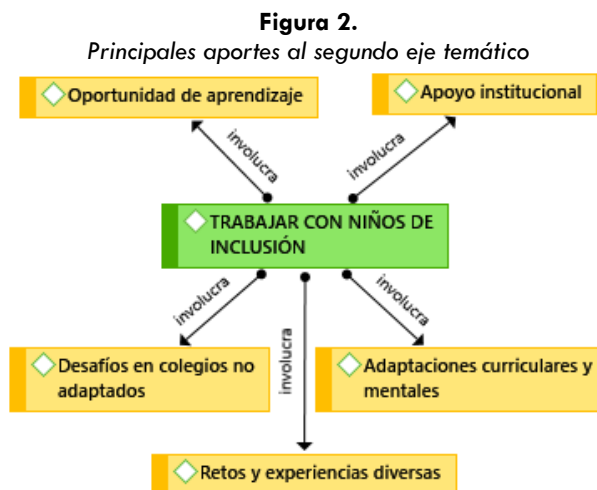 Figura 2.
Principales aportes al segundo eje temático
Oportunidad de aprendizaje
Apoyo institucional
involucra
involucra
TRABAJAR CON NIÑOS DE
INCLUSIÓN
involucra
involucra
involucra
Desafíos en colegios no
adaptados
Adaptaciones curriculares y
mentales
Retos y experiencias diversas